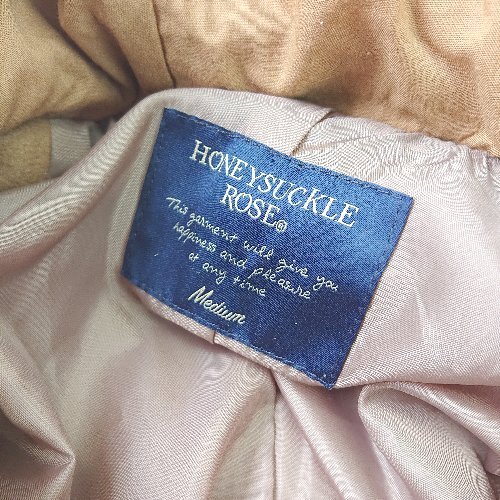 HONEYSUCKLE
ROSE®
This garment will give you
happiness and pleasure
at any time
Medium